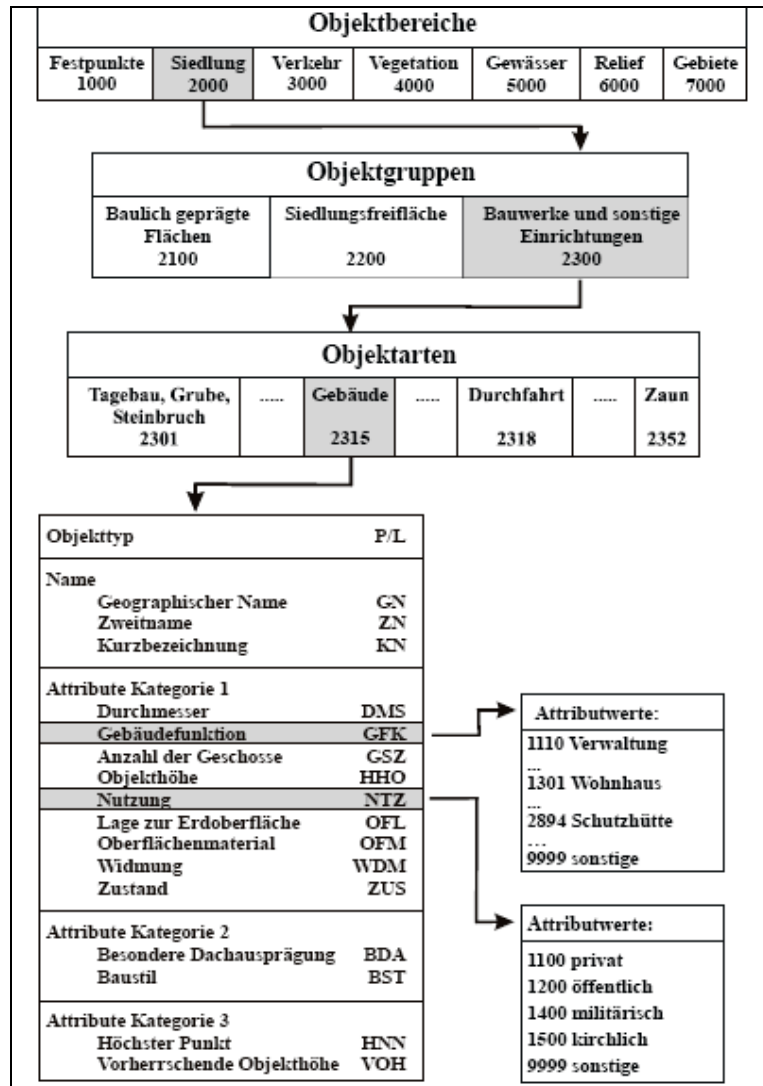 Objektbereiche
Festpunkte Siedlung Verkehr Vegetation Gewässer Relief Gebiete
1000 2000 3000 4000 5000 6000 7000
Objektgruppen
Baulich geprägte Siedlungsfreifläche Bauwerke und sonstige
Flächen Einrichtungen
2100 2200 2300
Objektarten
Tagebau, Grube, ..... Gebäude ..... Durchfahrt ..... Zaun
Steinbruch
2301 2315 2318 2352
Objekttyp P/L
Name
Geographischer Name GN
Zweitname ZN
Kurzbezeichnung KN
Attribute Kategorie 1
Durchmesser DMS
Gebäudefunktion GFK
Anzahl der Geschosse GSZ
Objekthöhe HHO
Nutzung NTZ
Lage zur Erdoberfläche OFL
Oberflächenmaterial OFM
Widmung WDM
Zustand ZUS
Attribute Kategorie 2
Besondere Dachausprägung BDA
Baustil BST
Attribute Kategorie 3
Höchster Punkt HNN
Vorherrschende Objekthöhe VOH
Attributwerte:
1110 Verwaltung
...
1301 Wohnhaus
...
2894 Schutzhütte
...
9999 sonstige
Attributwerte:
1100 privat
1200 öffentlich
1400 militärisch
1500 kirchlich
9999 sonstige